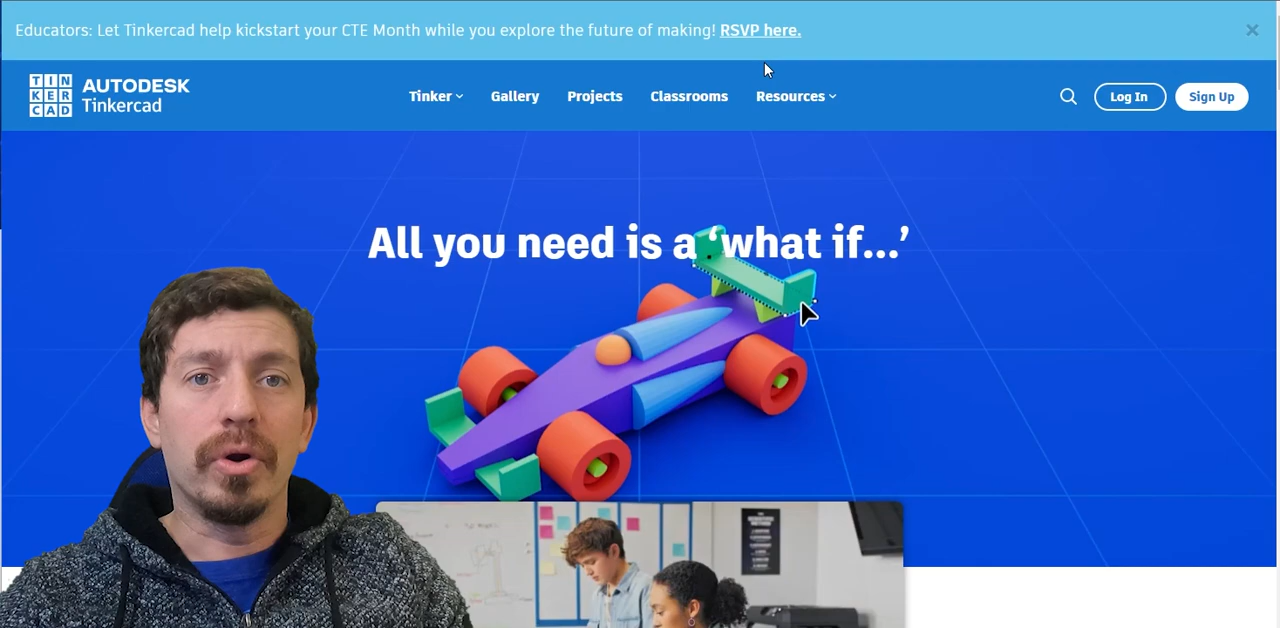 Educators: Let Tinkercad help kickstart your CTE Month while you explore the future of making! RSVP here.
TIN
KER
CAD
AUTODESK
Tinkercad
Tinker
Gallery
Projects
Classrooms
Resources
Log In
Sign Up
All you need is a ‘what if...’